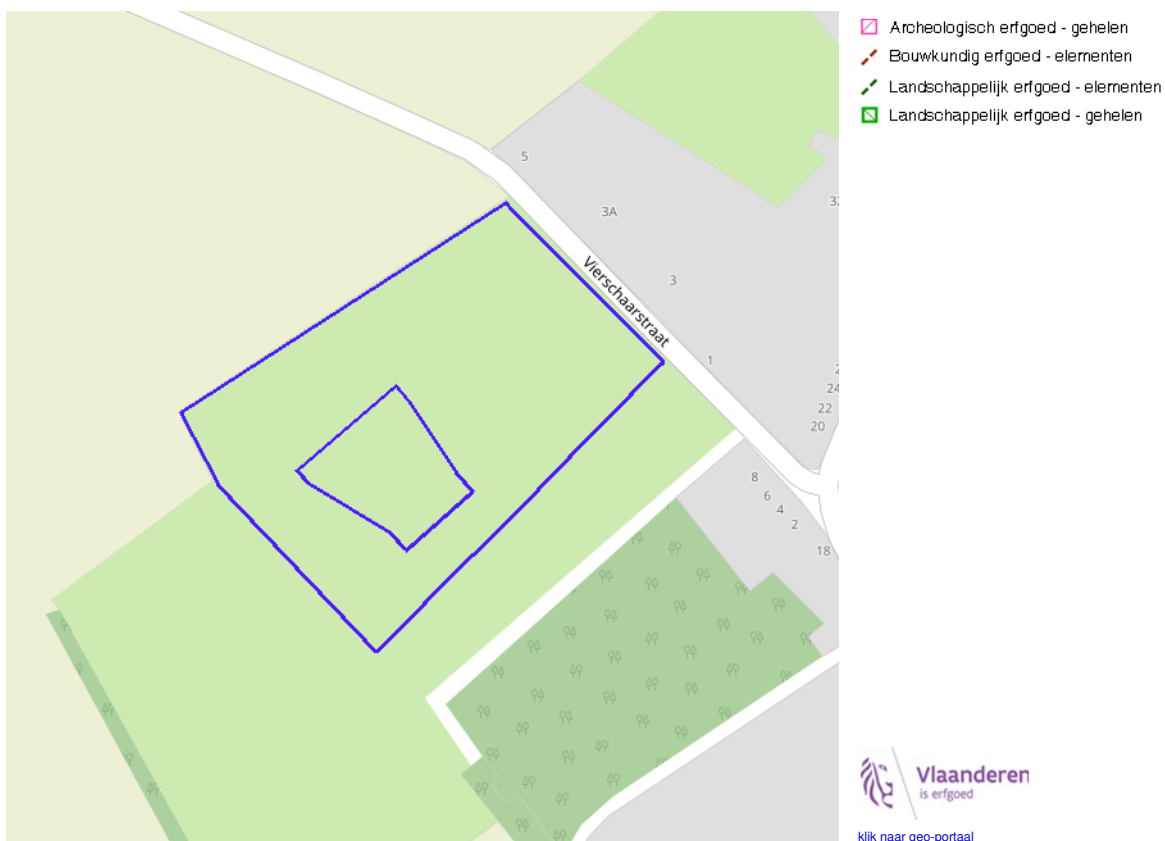 Archeologisch erfgoed - gehelen
Bouwkundig erfgoed - elementen
Landschappelijk erfgoed - elementen
Landschappelijk erfgoed - gehelen
5
3A
3
Vierschaarstraat
1
24
22
20
8
6
4
2
18
Vlaanderen
is erfgoed
klik naar geo-portaal